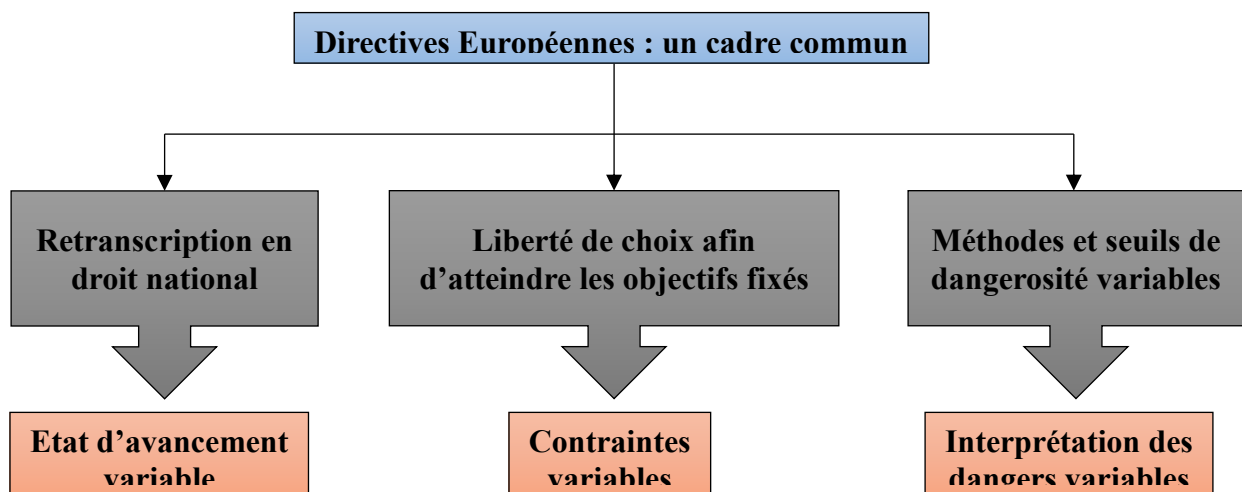 Directives Européennes : un cadre commun
Retranscription en
droit national
Liberté de choix afin
d’atteindre les objectifs fixés
Méthodes et seuils de
dangerosité variables
Etat d’avancement
variable
Contraintes
variables
Interprétation des
dangers variables